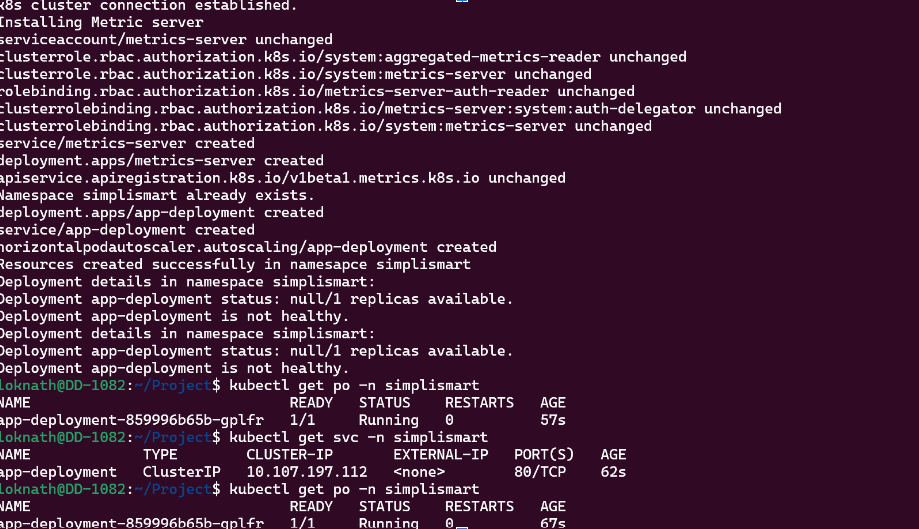 k8s cluster connection established.
Installing Metric server
serviceaccount/metrics-server unchanged
clusterrole.rbac.authorization.k8s.io/system:aggregated-metrics-reader unchanged
clusterrole.rbac.authorization.k8s.io/system:metrics-server unchanged
rolebinding.rbac.authorization.k8s.io/metrics-server-auth-reader unchanged
clusterrolebinding.rbac.authorization.k8s.io/metrics-server:system:auth-delegator unchanged
clusterrolebinding.rbac.authorization.k8s.io/system:metrics-server unchanged
service/metrics-server created
deployment.apps/metrics-server created
apiservice.apiregistration.k8s.io/v1beta1.metrics.k8s.io unchanged
Namespace simplismart already exists.
deployment.apps/app-deployment created
service/app-deployment created
horizontalpodautoscaler.autoscaling/app-deployment created
Resources created successfully in namesapce simplismart
Deployment details in namespace simplismart:
Deployment app-deployment status: null/1 replicas available.
Deployment app-deployment is not healthy.
Deployment details in namespace simplismart:
Deployment app-deployment status: null/1 replicas available.
Deployment app-deployment is not healthy.
loknath@DD-1082:~/Project$ kubectl get po -n simplismart
NAME READY STATUS RESTARTS AGE
app-deployment-859996b65b-gplfr 1/1 Running 0 57s
loknath@DD-1082:~/Project$ kubectl get svc -n simplismart
NAME TYPE CLUSTER-IP EXTERNAL-IP PORT(S) AGE
app-deployment ClusterIP 10.107.197.112 <none> 80/TCP 62s
loknath@DD-1082:~/Project$ kubectl get po -n simplismart
NAME READY STATUS RESTARTS AGE
app-deployment-859996b65b-gplfr 1/1 Running 0 67s